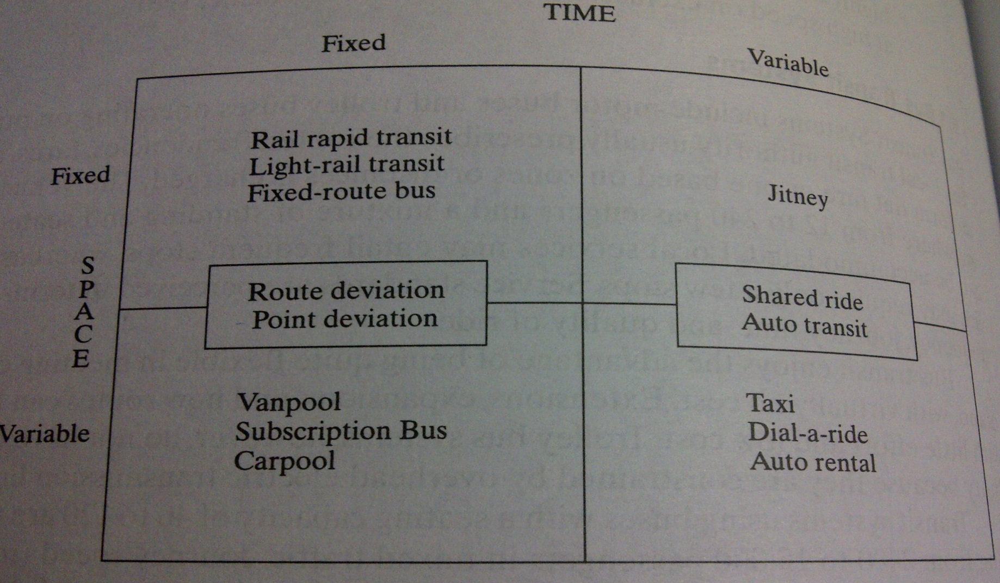 TIME
Fixed
Variable
Fixed
Rail rapid transit
Light-rail transit
Fixed-route bus
Jitney
SPACE
Route deviation
Point deviation
Shared ride
Auto transit
Variable
Vanpool
Subscription Bus
Carpool
Taxi
Dial-a-ride
Auto rental